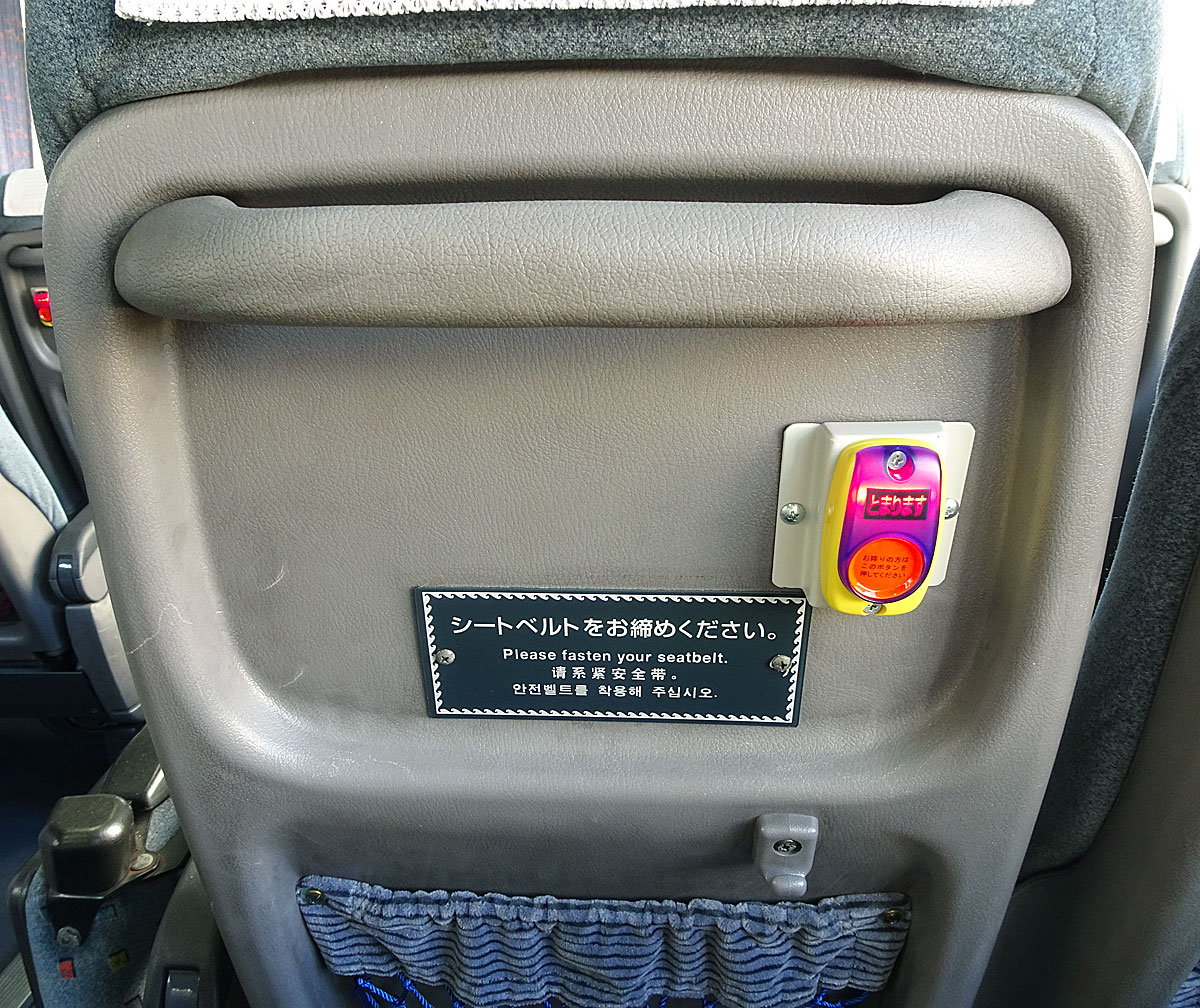 とまります
お降りの方は
このボタンを
押してください
シートベルトをお締めください。
Please fasten your seatbelt.
请系紧安全带。
안전벨트를 착용해 주십시오.